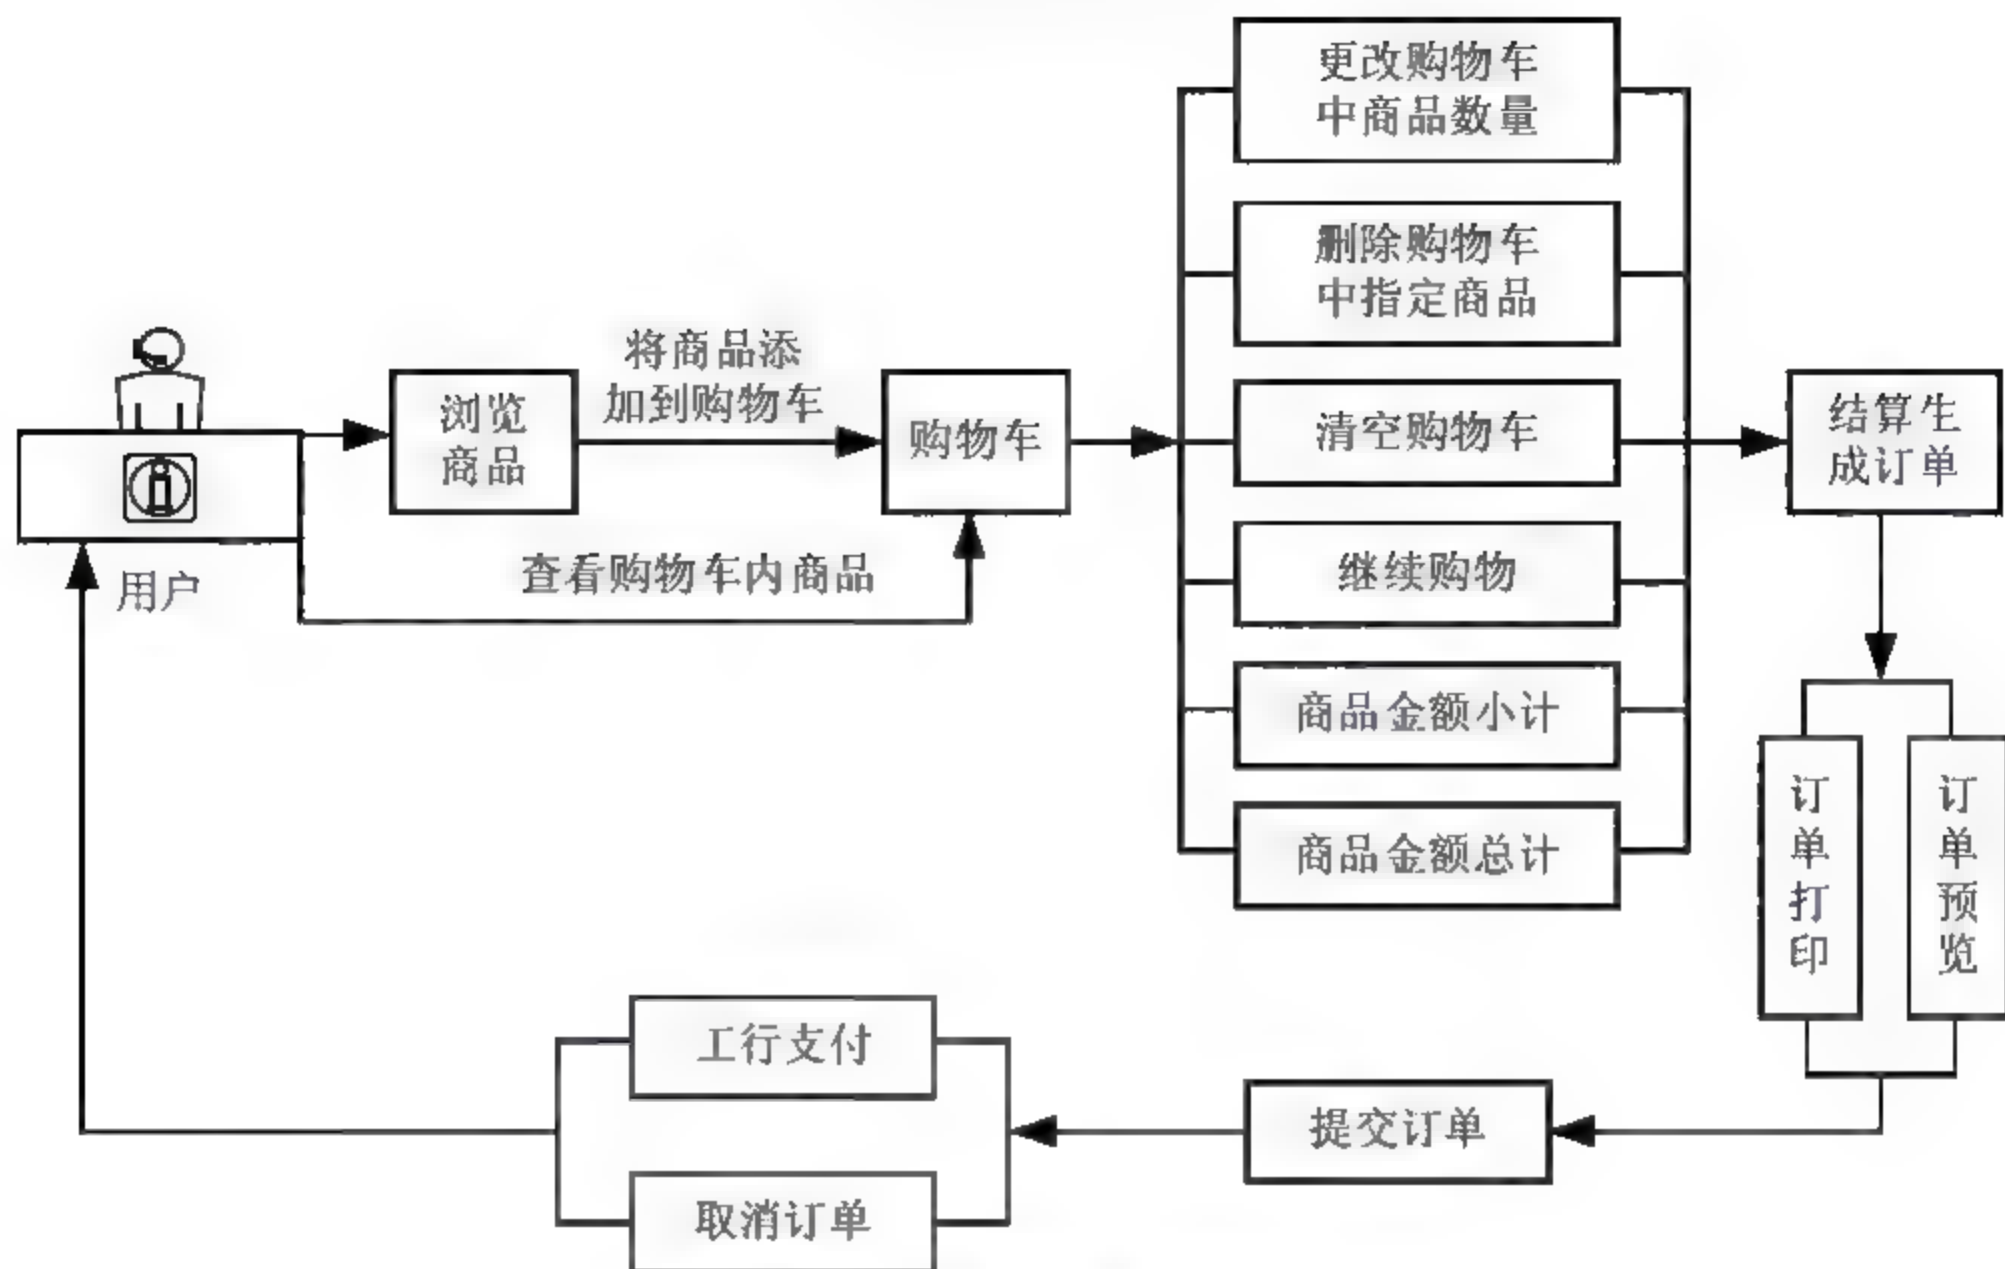 更改购物车
中商品数量
删除购物车
中指定商品
将商品添
加到购物车
浏览
商品
购物车
清空购物车
结算生
成订单
查看购物车内商品
用户
继续购物
商品金额小计
商品金额总计
订单打印
订单预览
工行支付
提交订单
取消订单